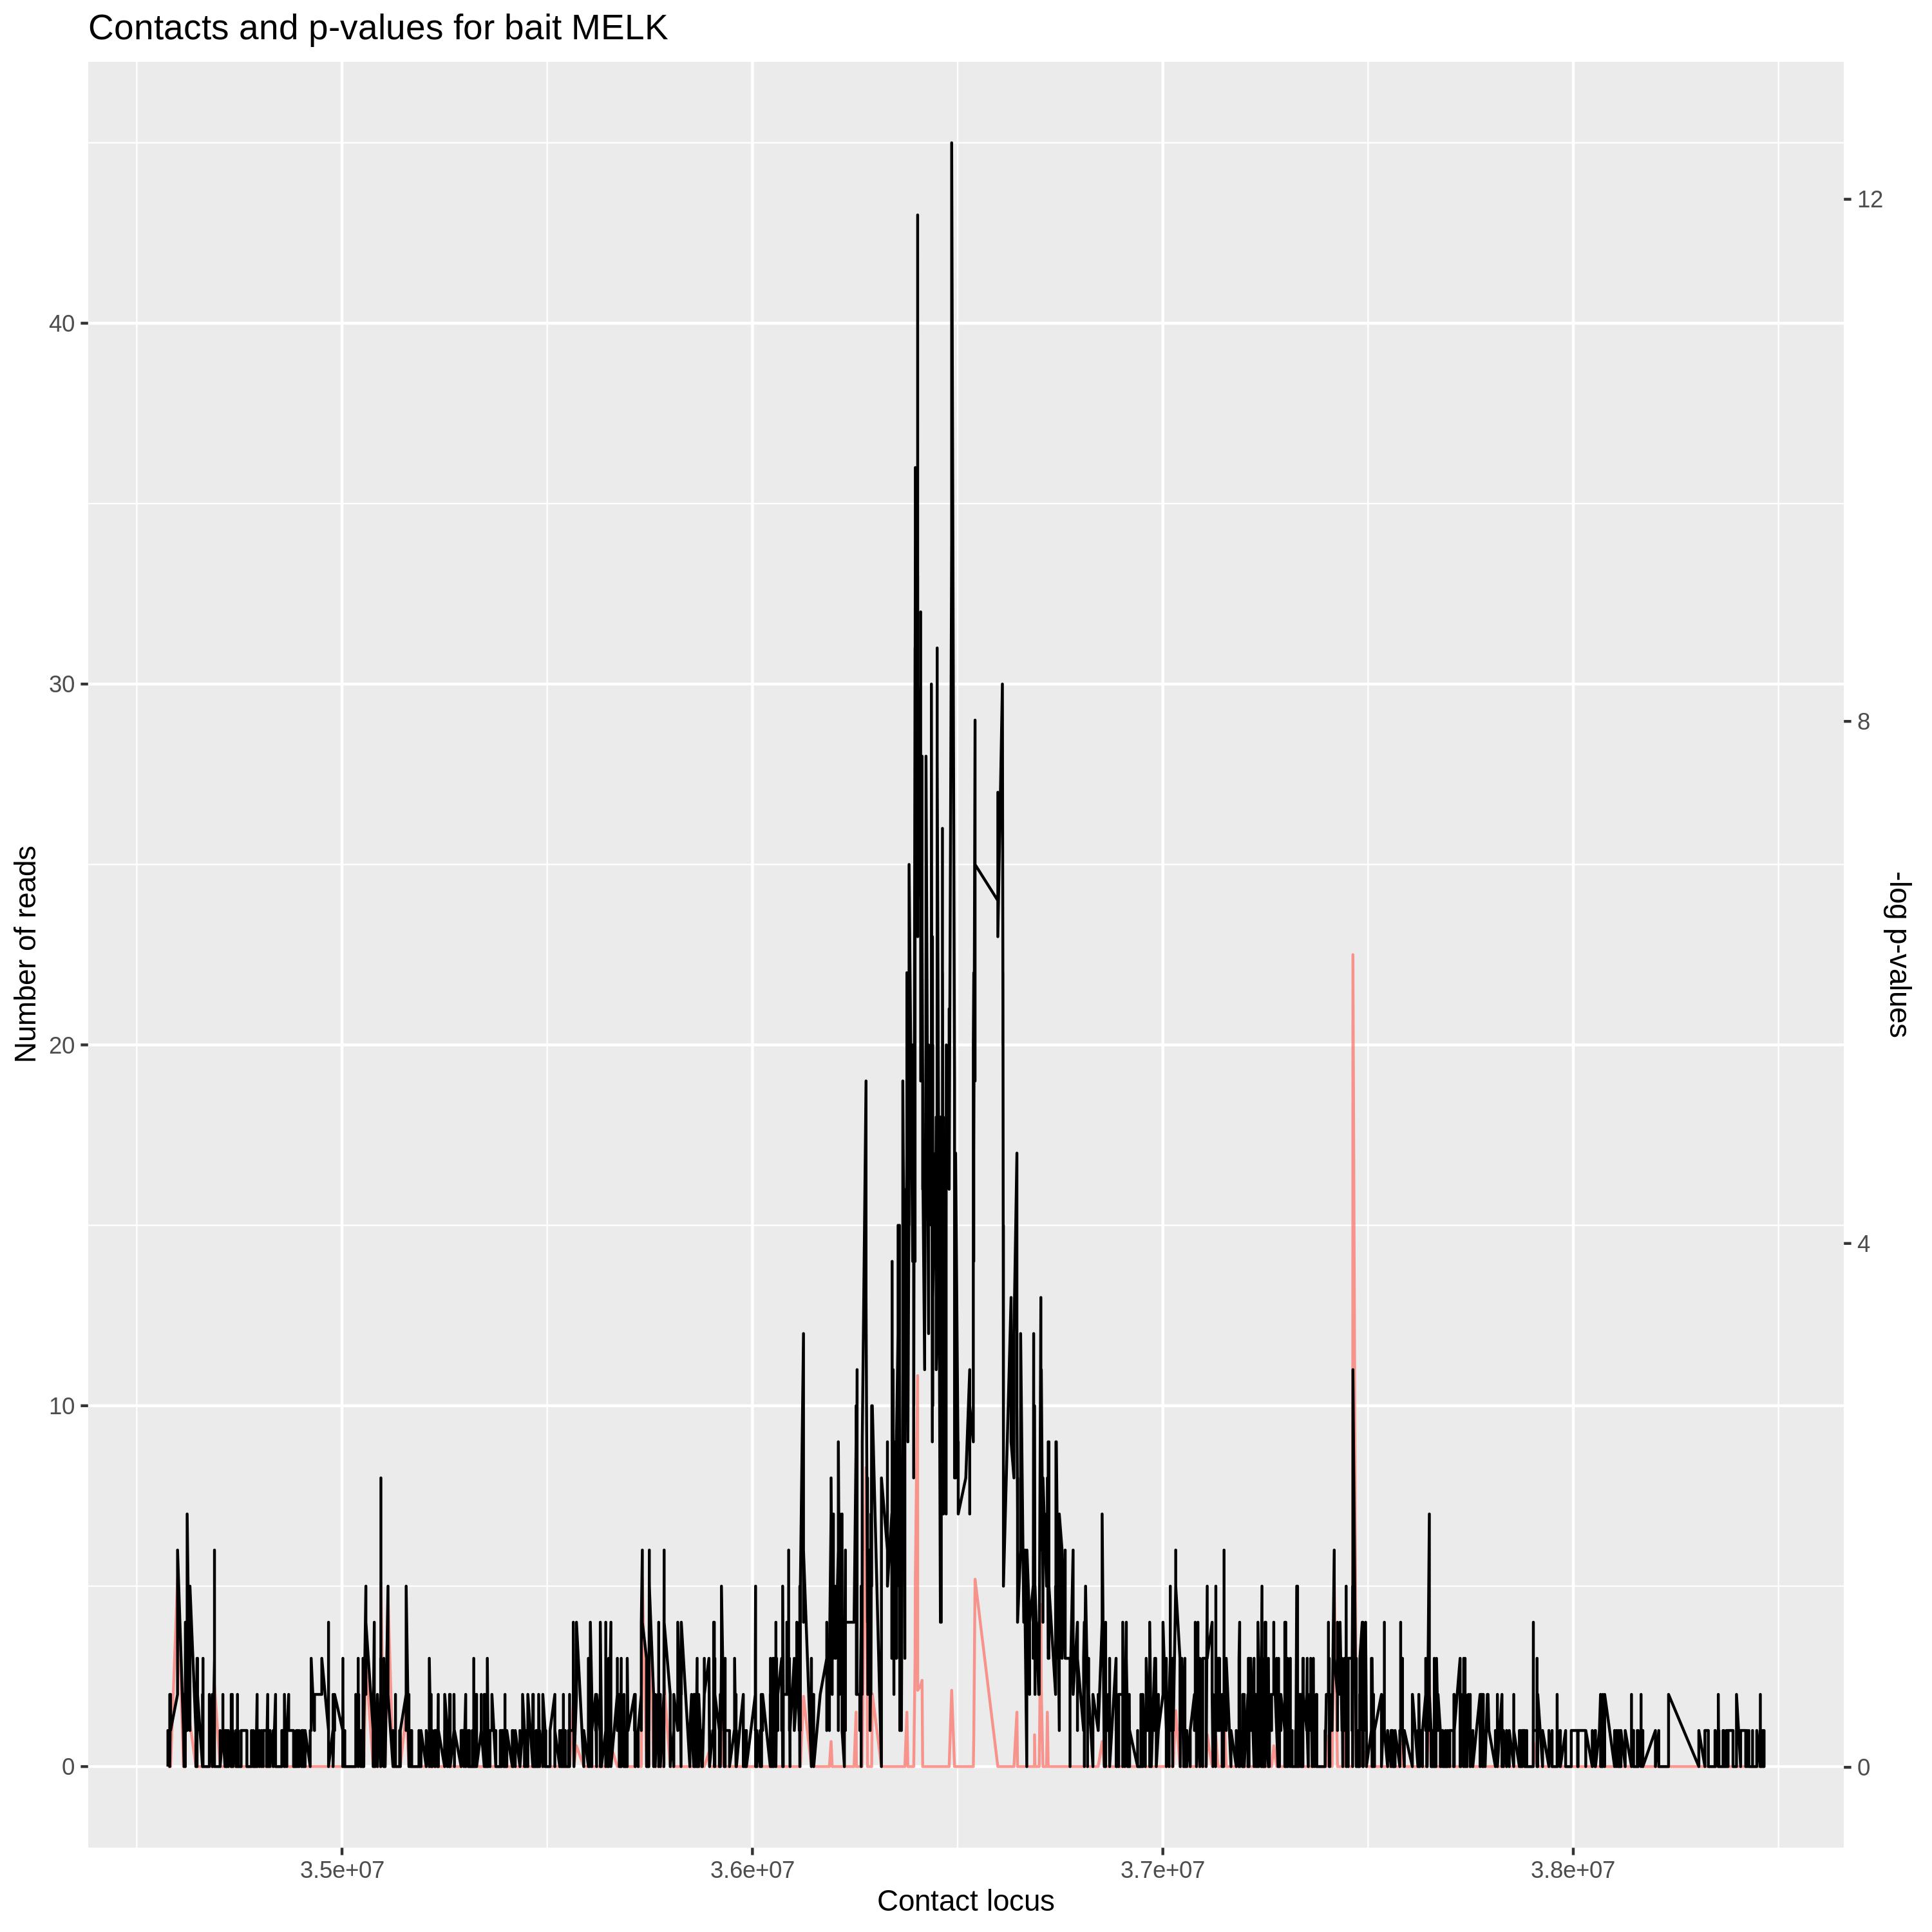 Contacts and p-values for bait MELK
Number of reads
40
30
20
10
0
12
8
4
0
-log p-values
3.5e+07 3.6e+07 3.7e+07 3.8e+07
Contact locus